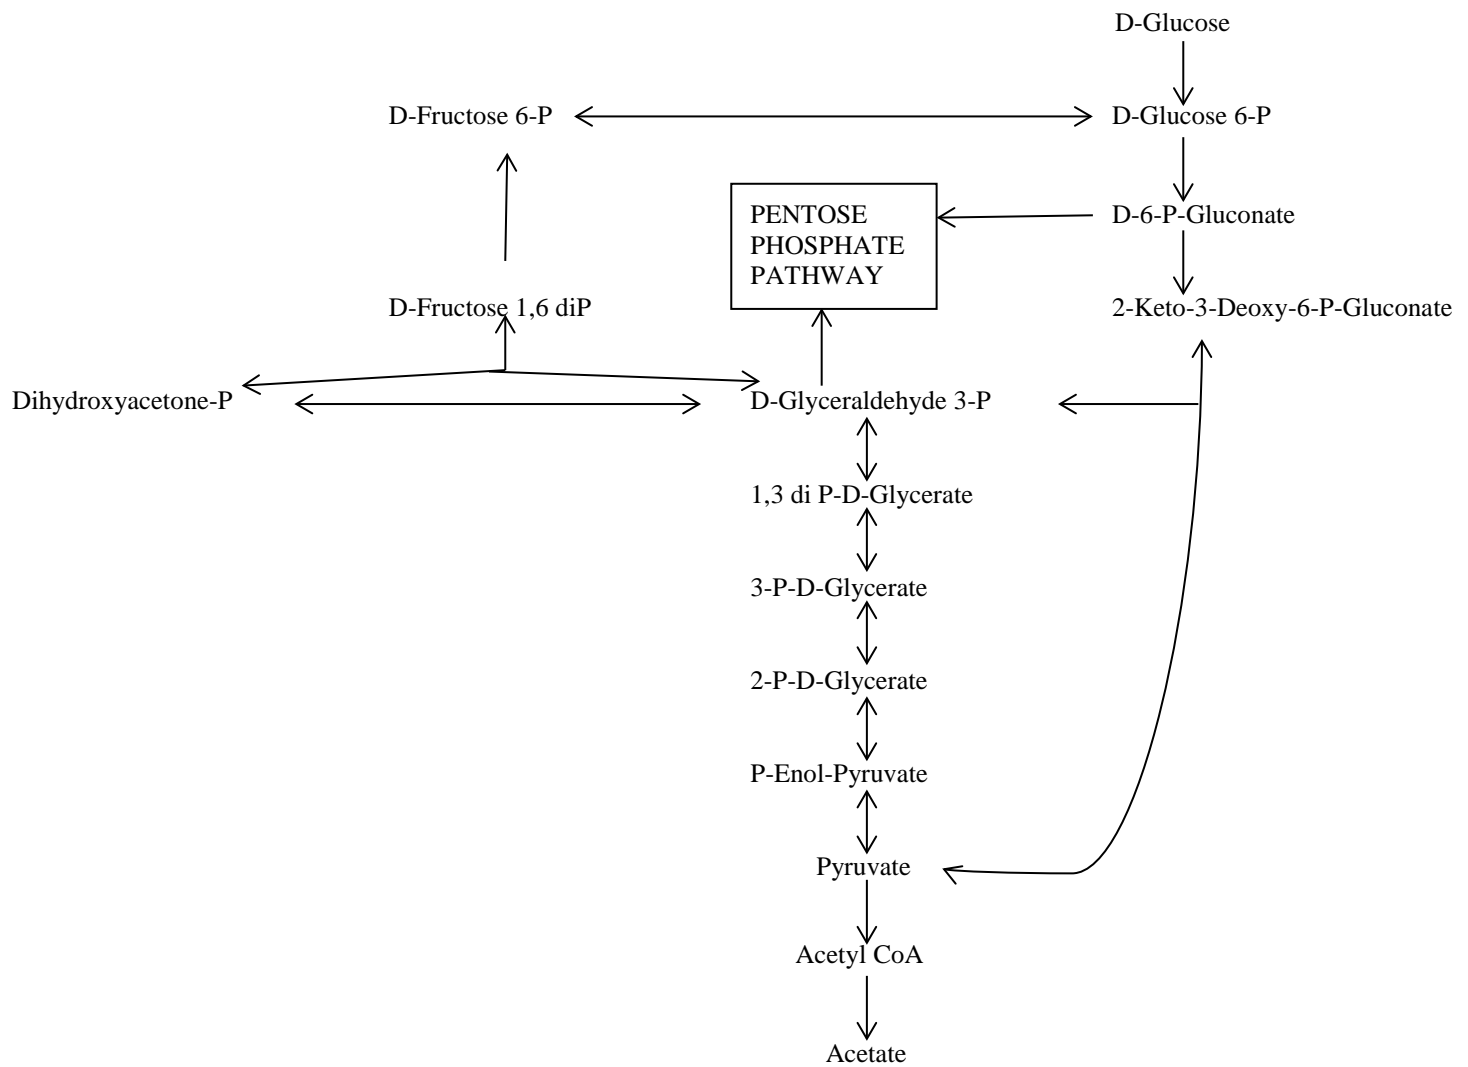 D-Glucose
D-Fructose 6-P
D-Glucose 6-P
PENTOSE
PHOSPHATE
PATHWAY
D-6-P-Gluconate
D-Fructose 1,6 diP
2-Keto-3-Deoxy-6-P-Gluconate
Dihydroxyacetone-P
D-Glyceraldehyde 3-P
1,3 di P-D-Glycerate
3-P-D-Glycerate
2-P-D-Glycerate
P-Enol-Pyruvate
Pyruvate
Acetyl CoA
Acetate